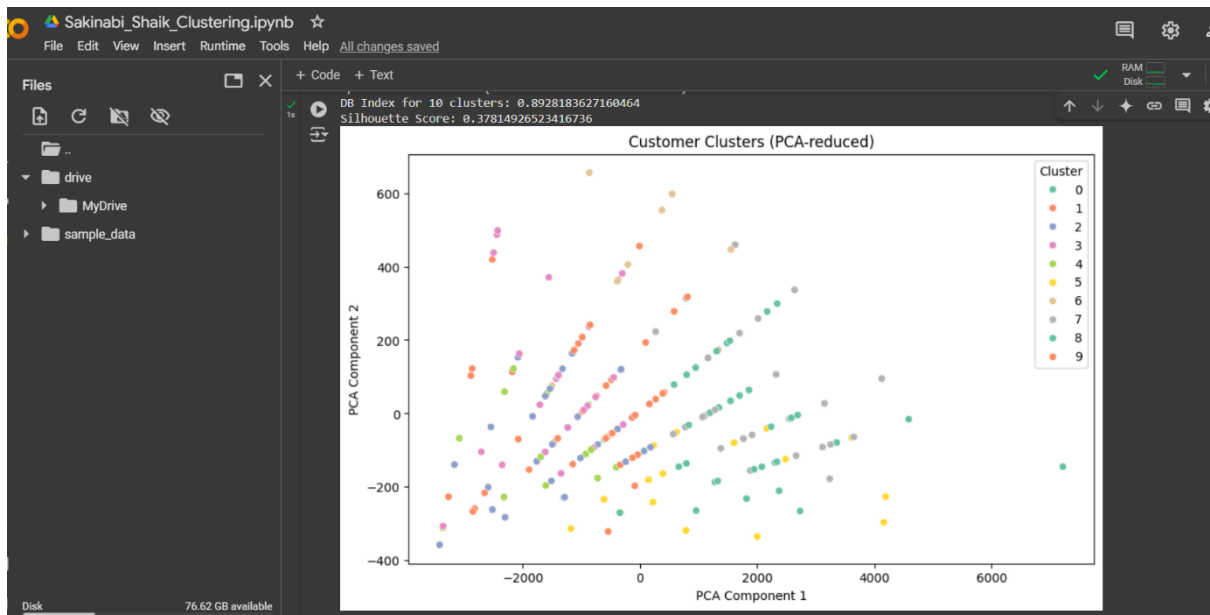 Sakinabi_Shaik_Clustering.ipynb
File Edit View Insert Runtime Tools Help All changes saved
Files
+ Code + Text
RAM
Disk
..
drive
MyDrive
sample_data
Disk 76.62 GB available
1s
DB Index for 10 clusters: 0.8928183627160464
Silhouette Score: 0.37814926523416736
Customer Clusters (PCA-reduced)
PCA Component 2
600
400
200
0
−200
−400
−2000 0 2000 4000 6000
PCA Component 1
Cluster
0
1
2
3
4
5
6
7
8
9